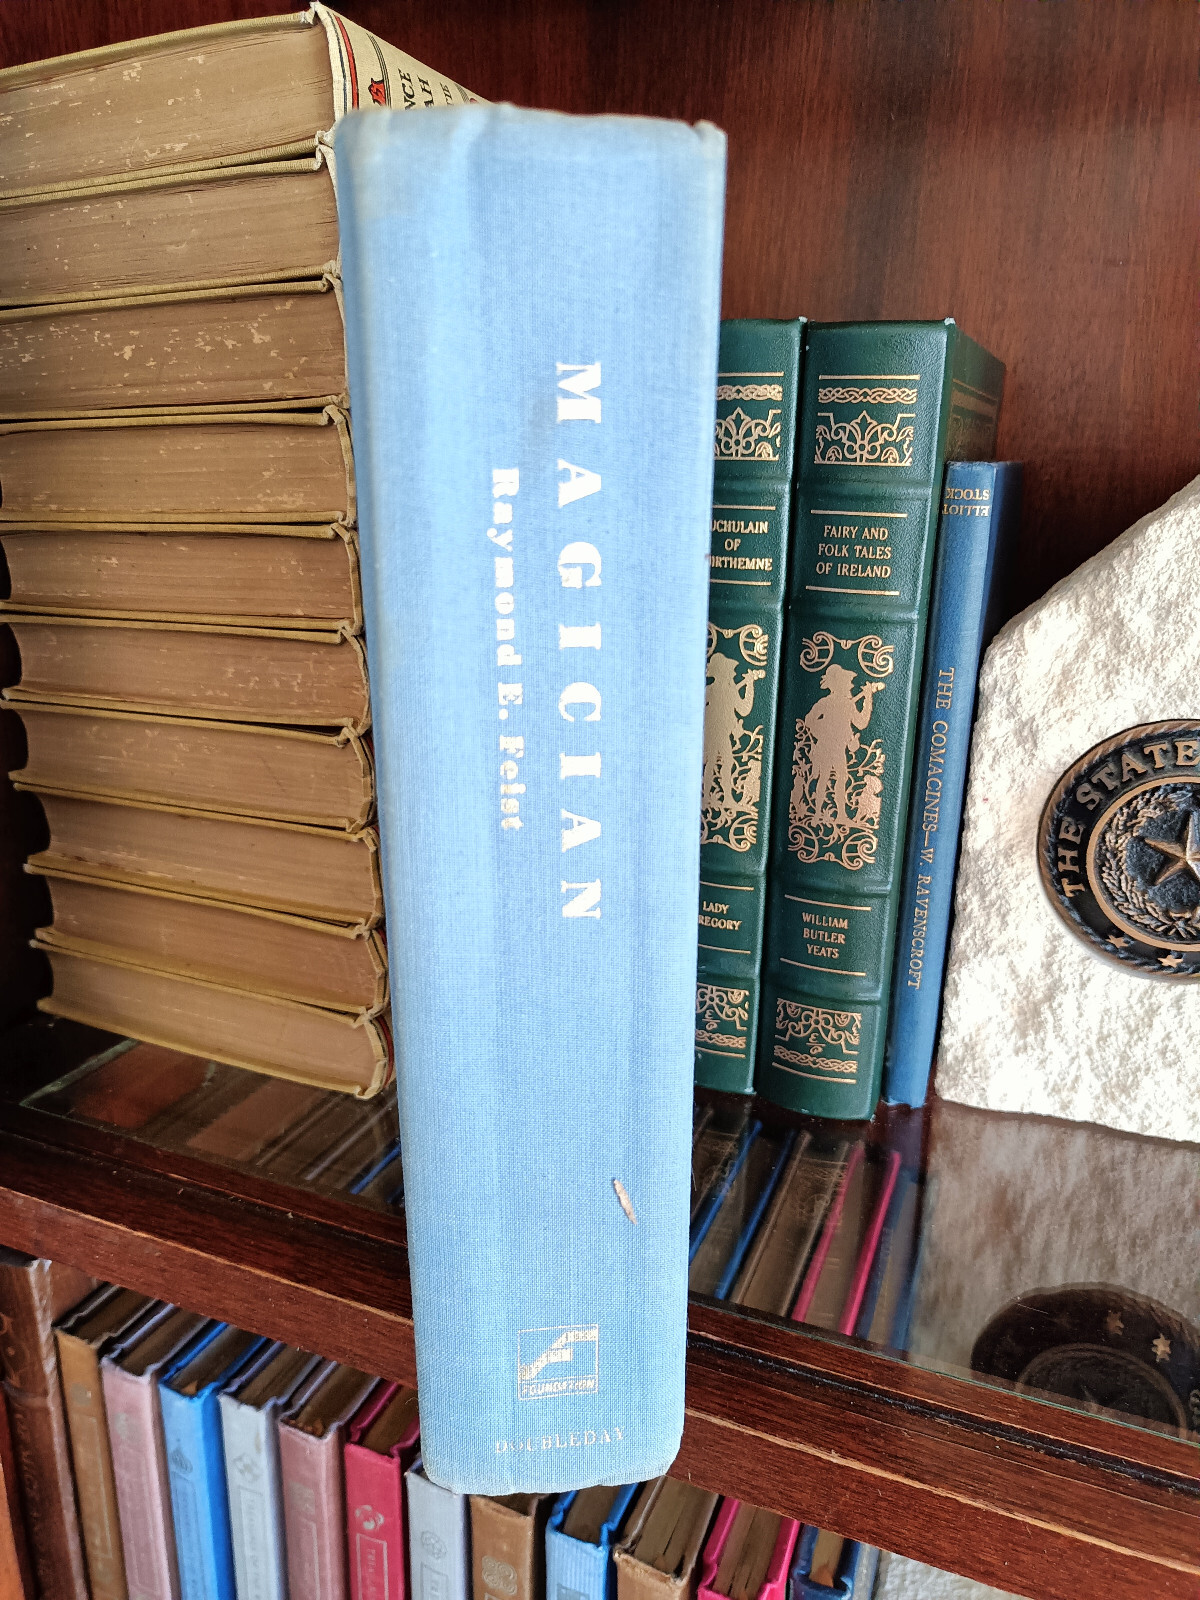 MAGICIAN
Raymond E. Feist
FOUNDATION
DOUBLEDAY
OF
LADY
FAIRY AND
FOLK TALES
OF IRELAND
WILLIAM
BUTLER
YEATS
ELLIOT
STOCK
THE COMACINES—W. RAVENSCROFT
THE STATE